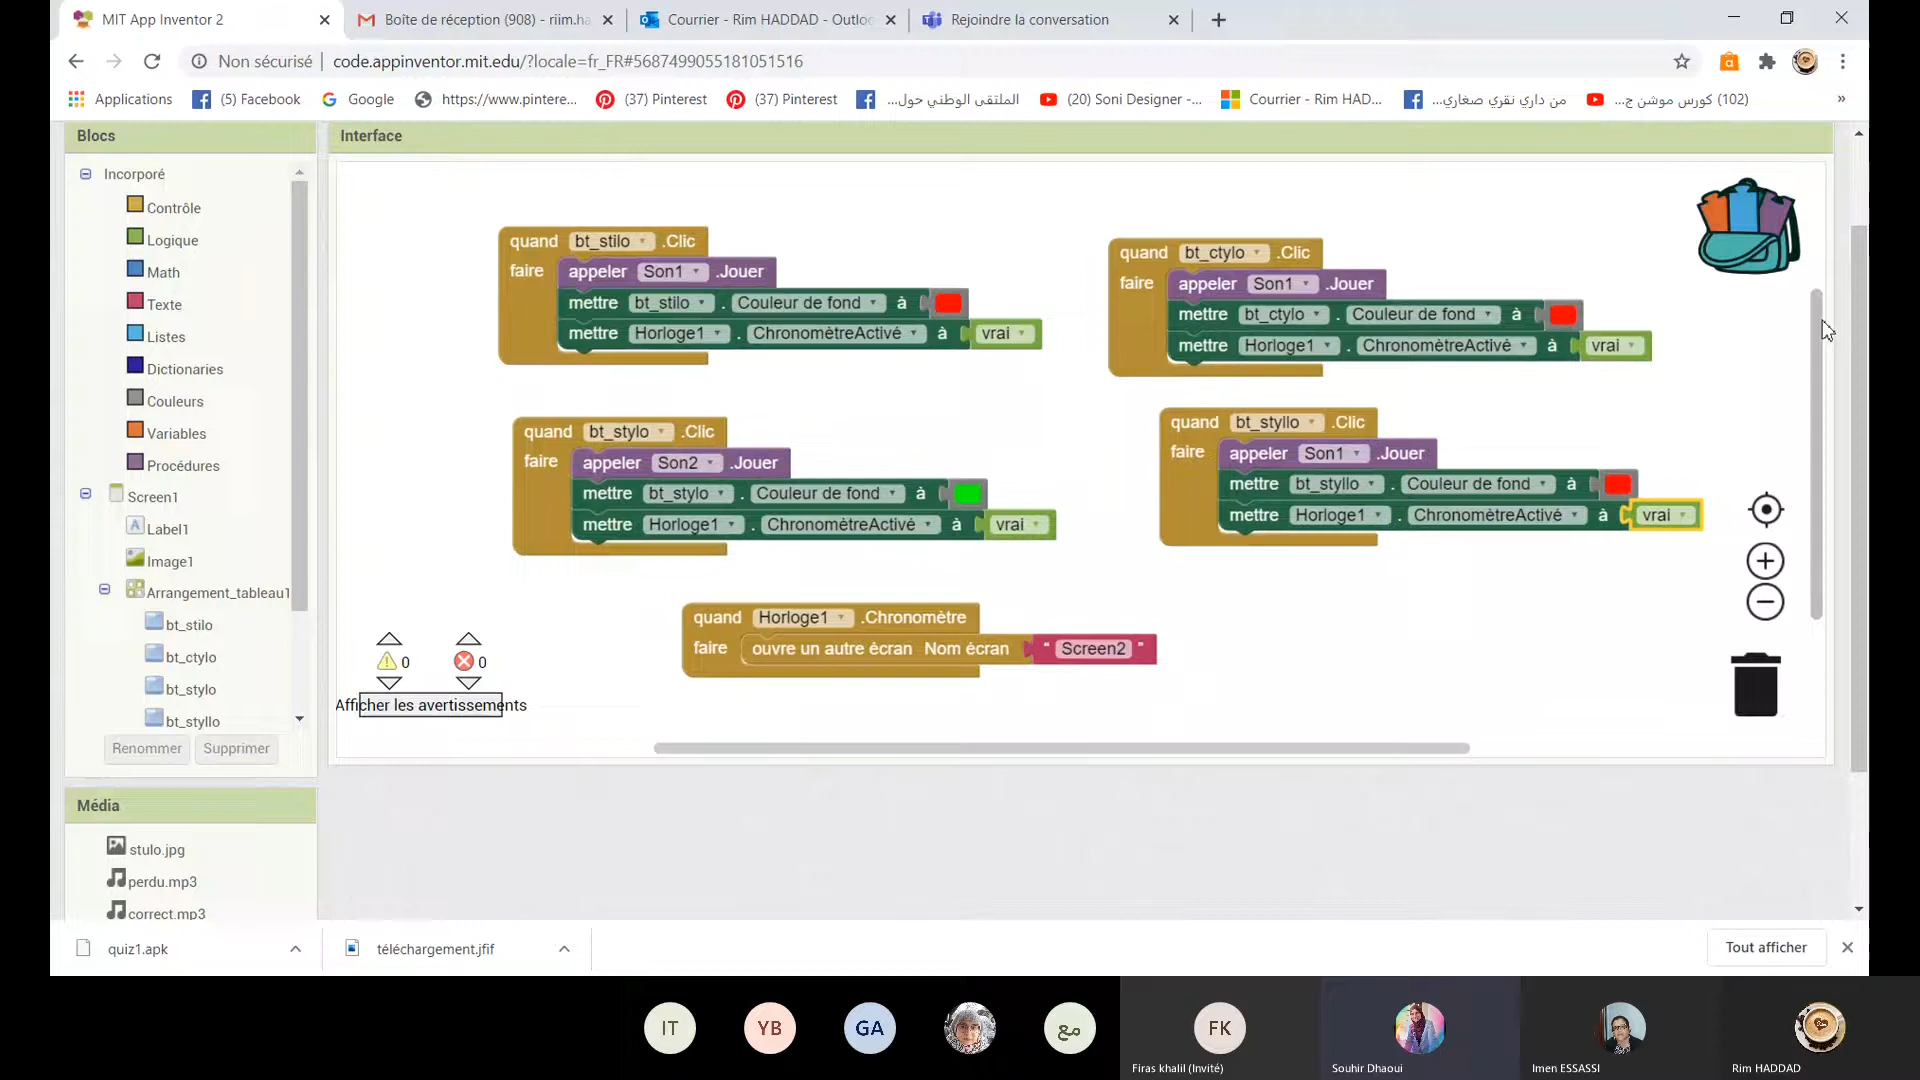 MIT App Inventor 2
Boîte de réception (908) - riim.ha
Courrier - Rim HADDAD - Outloo
Rejoindre la conversation
Non sécurisé | code.appinventor.mit.edu/?locale=fr_FR#5687499055181051516
Applications
(5) Facebook
Google
https://www.pintere...
(37) Pinterest
(37) Pinterest
الملتقى الوطني حول...
(20) Soni Designer -...
Courrier - Rim HAD...
من داري نقري صغاري...
(102) كورس موشن ج...
»
Blocs
Interface
Incorporé
Contrôle
Logique
Math
Texte
Listes
Dictionaries
Couleurs
Variables
Procédures
Screen1
Label1
Image1
Arrangement_tableau1
bt_stilo
bt_ctylo
bt_stylo
bt_styllo
Renommer
Supprimer
quand bt_stilo .Clic
faire appeler Son1 .Jouer
mettre bt_stilo . Couleur de fond à
mettre Horloge1 . ChronomètreActivé à vrai
quand bt_ctylo .Clic
faire appeler Son1 .Jouer
mettre bt_ctylo . Couleur de fond à
mettre Horloge1 . ChronomètreActivé à vrai
quand bt_stylo .Clic
faire appeler Son2 .Jouer
mettre bt_stylo . Couleur de fond à
mettre Horloge1 . ChronomètreActivé à vrai
quand bt_styllo .Clic
faire appeler Son1 .Jouer
mettre bt_styllo . Couleur de fond à
mettre Horloge1 . ChronomètreActivé à vrai
quand Horloge1 .Chronomètre
faire ouvre un autre écran Nom écran " Screen2 "
0
0
Afficher les avertissements
Média
stulo.jpg
perdu.mp3
correct.mp3
quiz1.apk
téléchargement.jfif
Tout afficher
IT
YB
GA
مع
FK
Firas khalil (Invité)
Souhir Dhaoui
Imen ESSASSI
Rim HADDAD